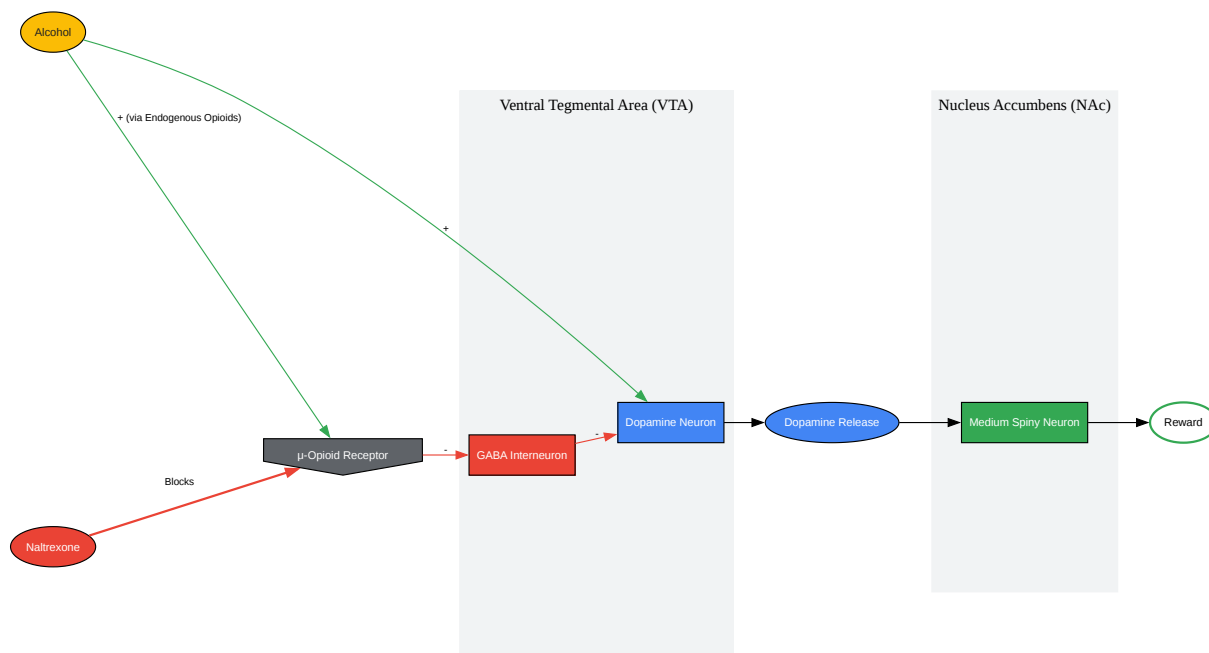 Alcohol
Ventral Tegmental Area (VTA)
Nucleus Accumbens (NAc)
+ (via Endogenous Opioids)
+
Dopamine Neuron
Dopamine Release
Medium Spiny Neuron
Reward
-
μ-Opioid Receptor
-
GABA Interneuron
Blocks
Naltrexone